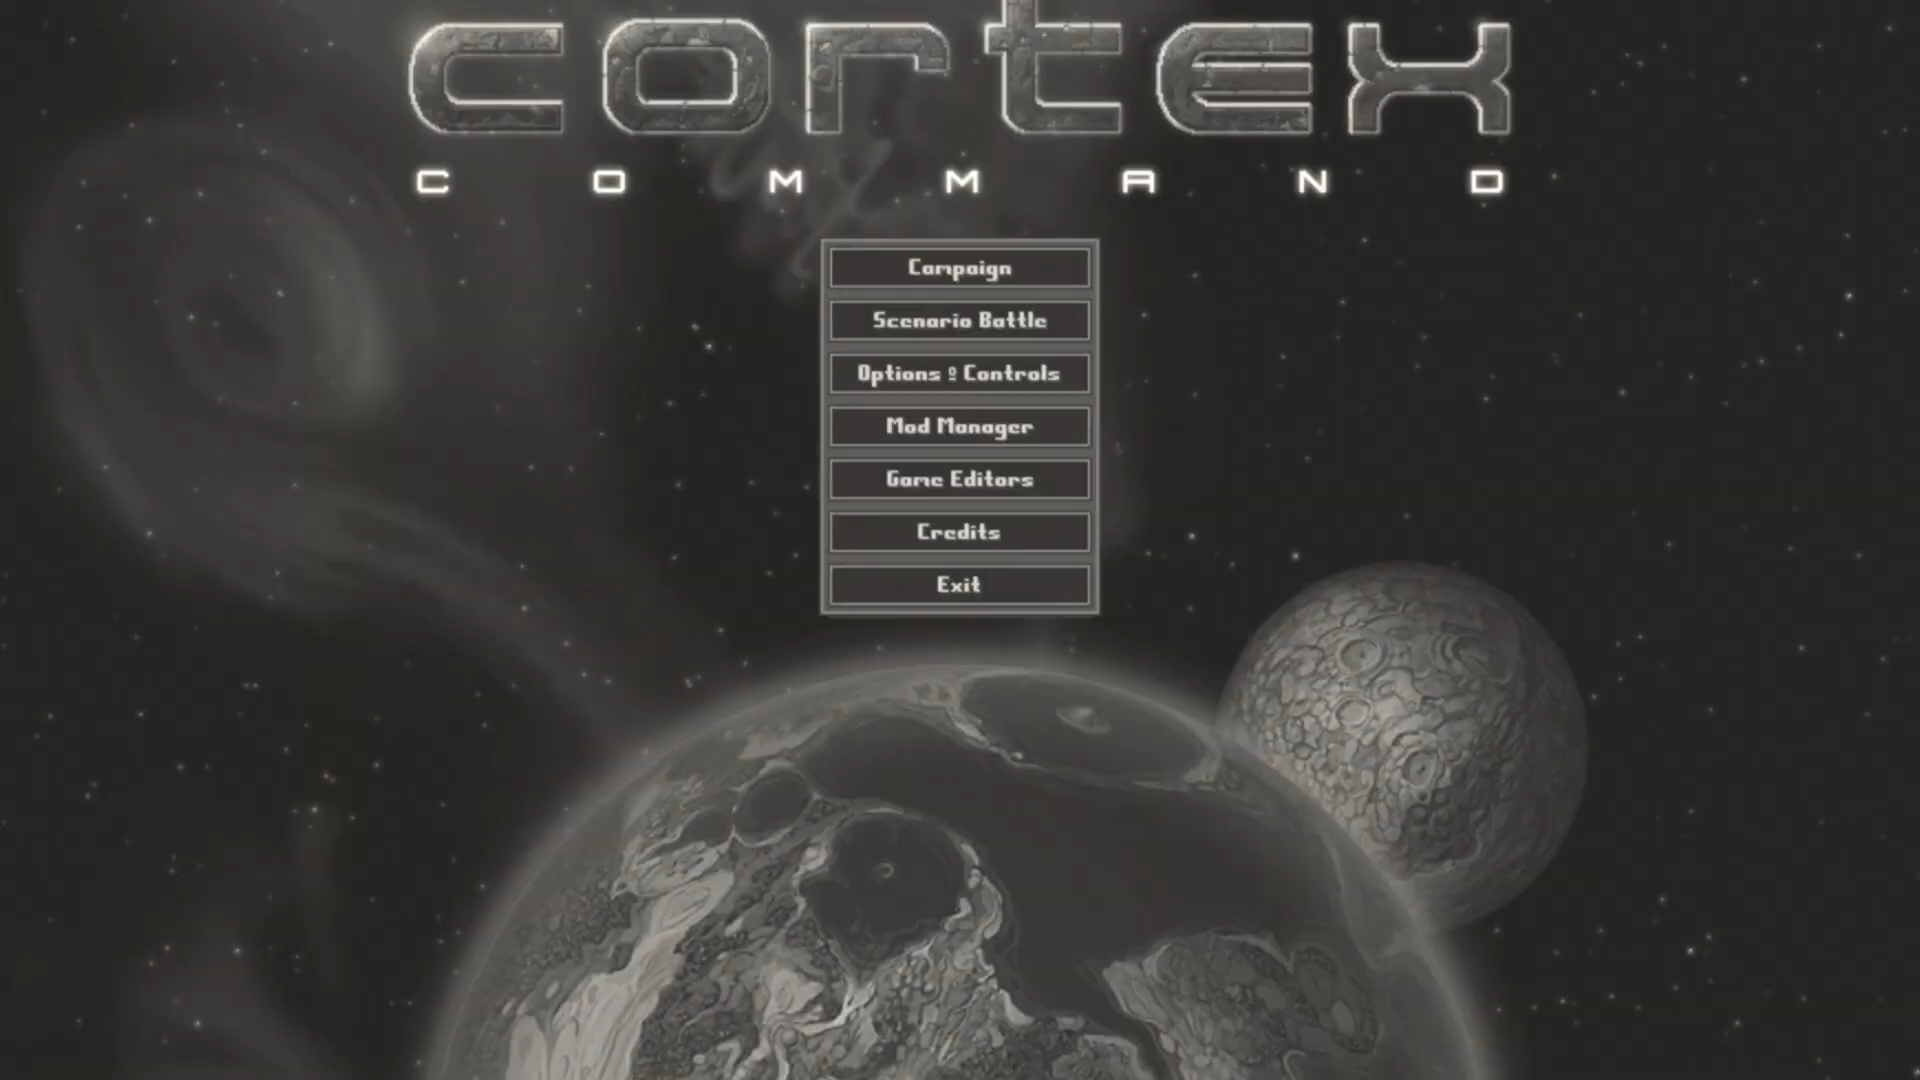 cortex
COMMAND
Campaign
Scenario Battle
Options & Controls
Mod Manager
Game Editors
Credits
Exit